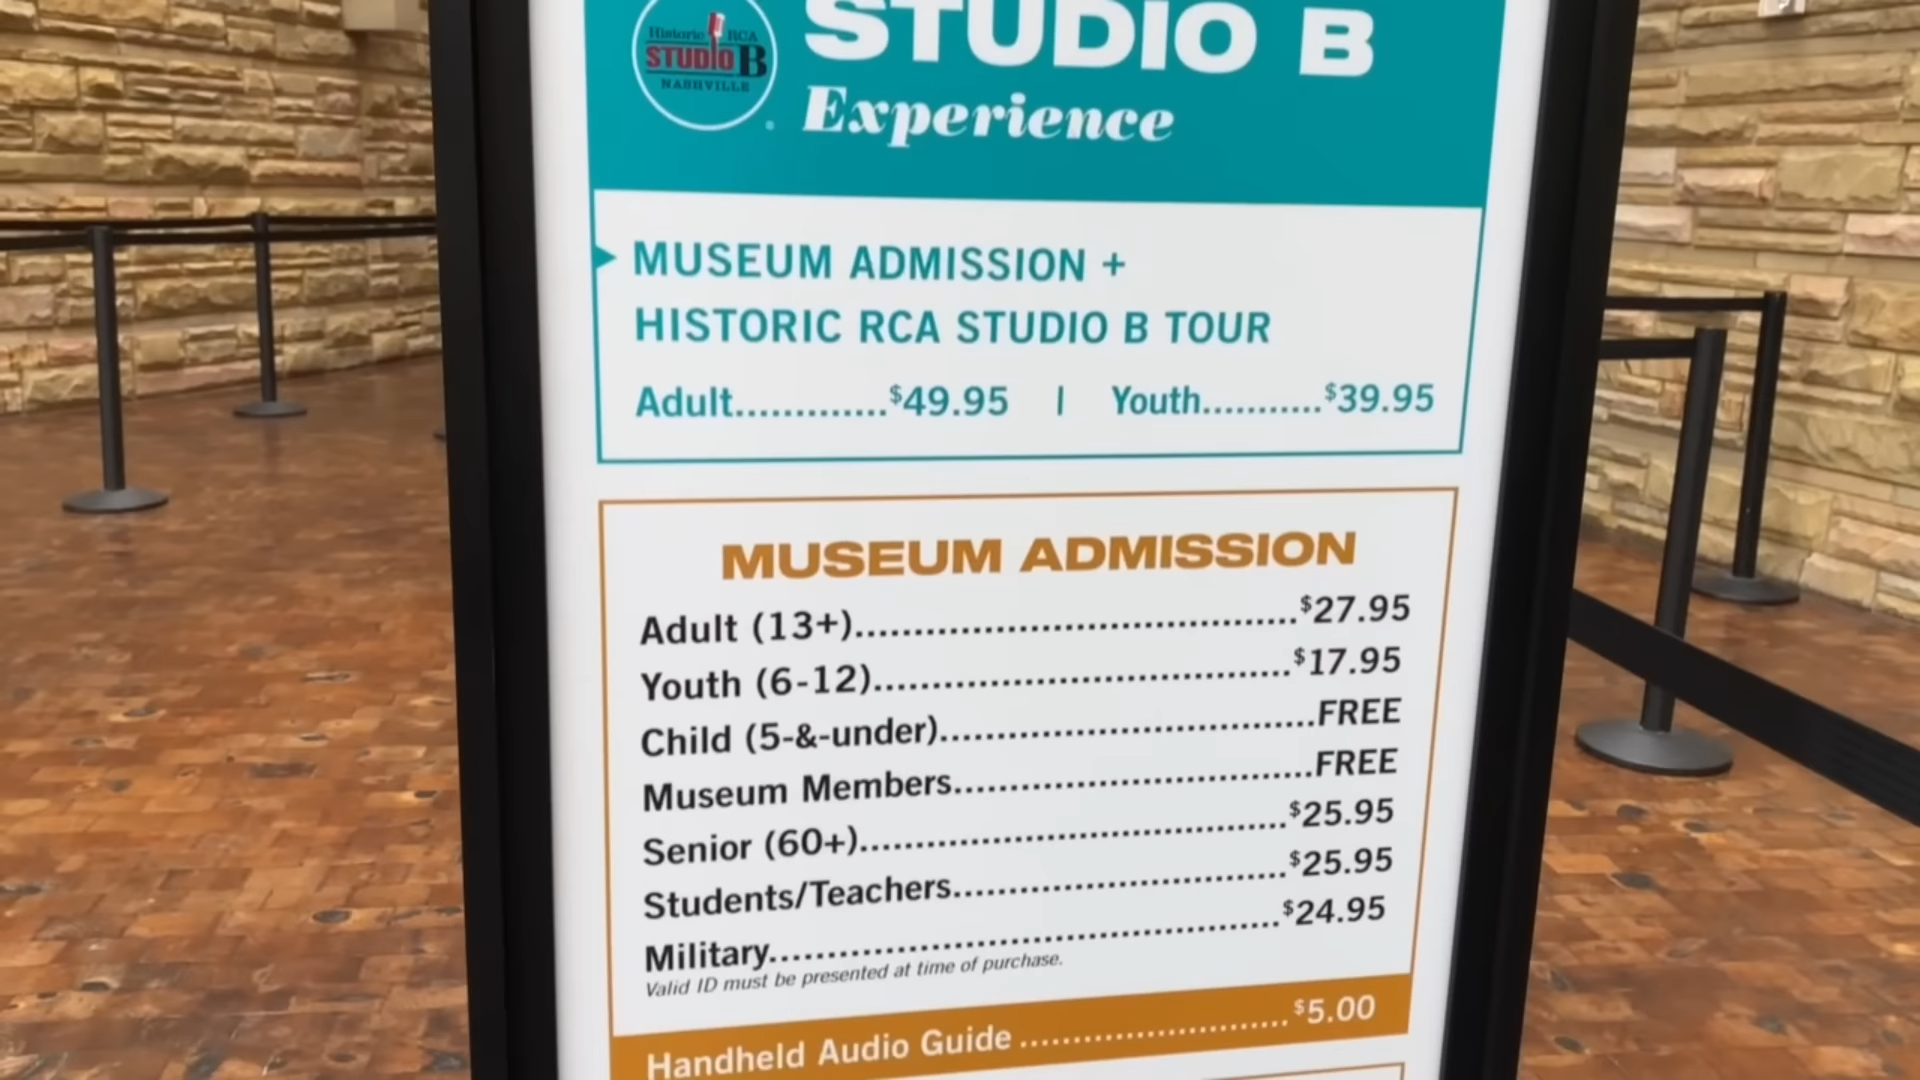 Historic RCA
STUDIO B
NASHVILLE
STUDIO B
Experience
MUSEUM ADMISSION +
HISTORIC RCA STUDIO B TOUR
Adult.............$49.95 | Youth...........$39.95
MUSEUM ADMISSION
Adult (13+)......................................$27.95
Youth (6-12)....................................$17.95
Child (5-&-under)................................FREE
Museum Members...............................FREE
Senior (60+)....................................$25.95
Students/Teachers............................$25.95
Military...........................................$24.95
Valid ID must be presented at time of purchase.
Handheld Audio Guide .........................$5.00